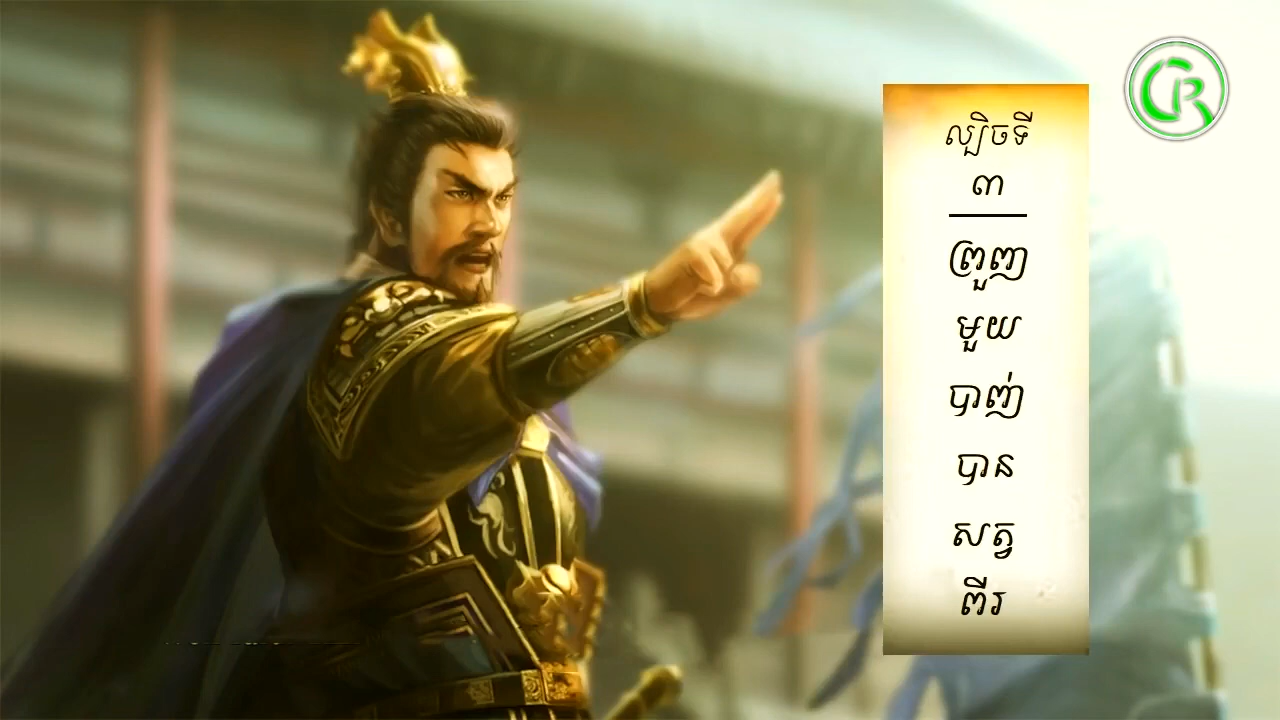 ល្បិចទី
៣
ព្រួញ
មួយ
បាញ់
បាន
សត្វ
ពីរ
CR